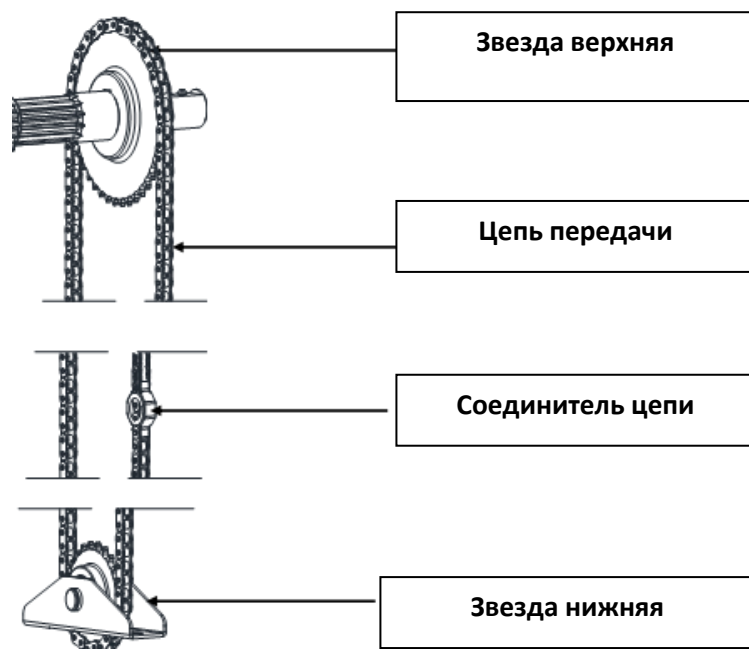 Звезда верхняя
Цепь передачи
Соединитель цепи
Звезда нижняя